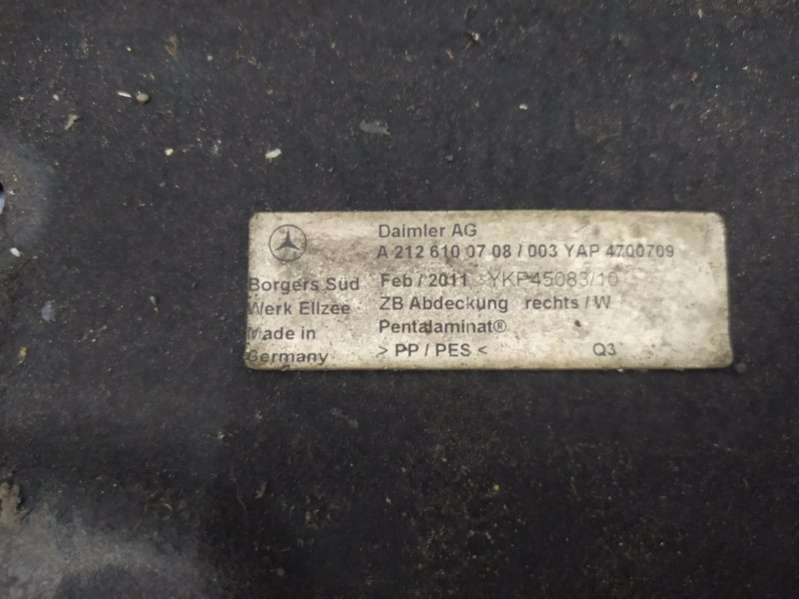 Daimler AG
A 212 610 07 08 / 003 YAP 4700709
Borgers Süd Feb / 2011 YKP45083/10
Werk Ellzee ZB Abdeckung rechts / W
Made in Pentalaminat®
Germany > PP / PES < Q3